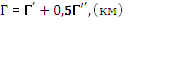 Г = Г′ + 0,5Г′′, (км)